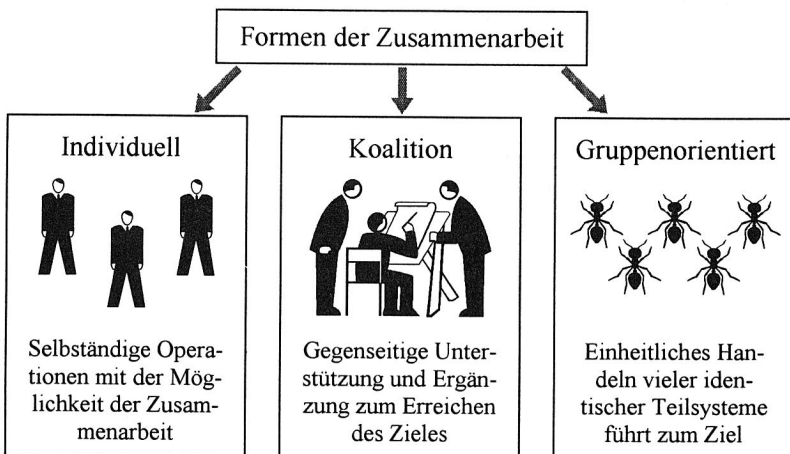 Formen der Zusammenarbeit
Individuell
Selbständige Opera-
tionen mit der Mög-
lichkeit der Zusam-
menarbeit
Koalition
Gegenseitige Unter-
stützung und Ergän-
zung zum Erreichen
des Zieles
Gruppenorientiert
Einheitliches Han-
deln vieler iden-
tischer Teilsysteme
führt zum Ziel